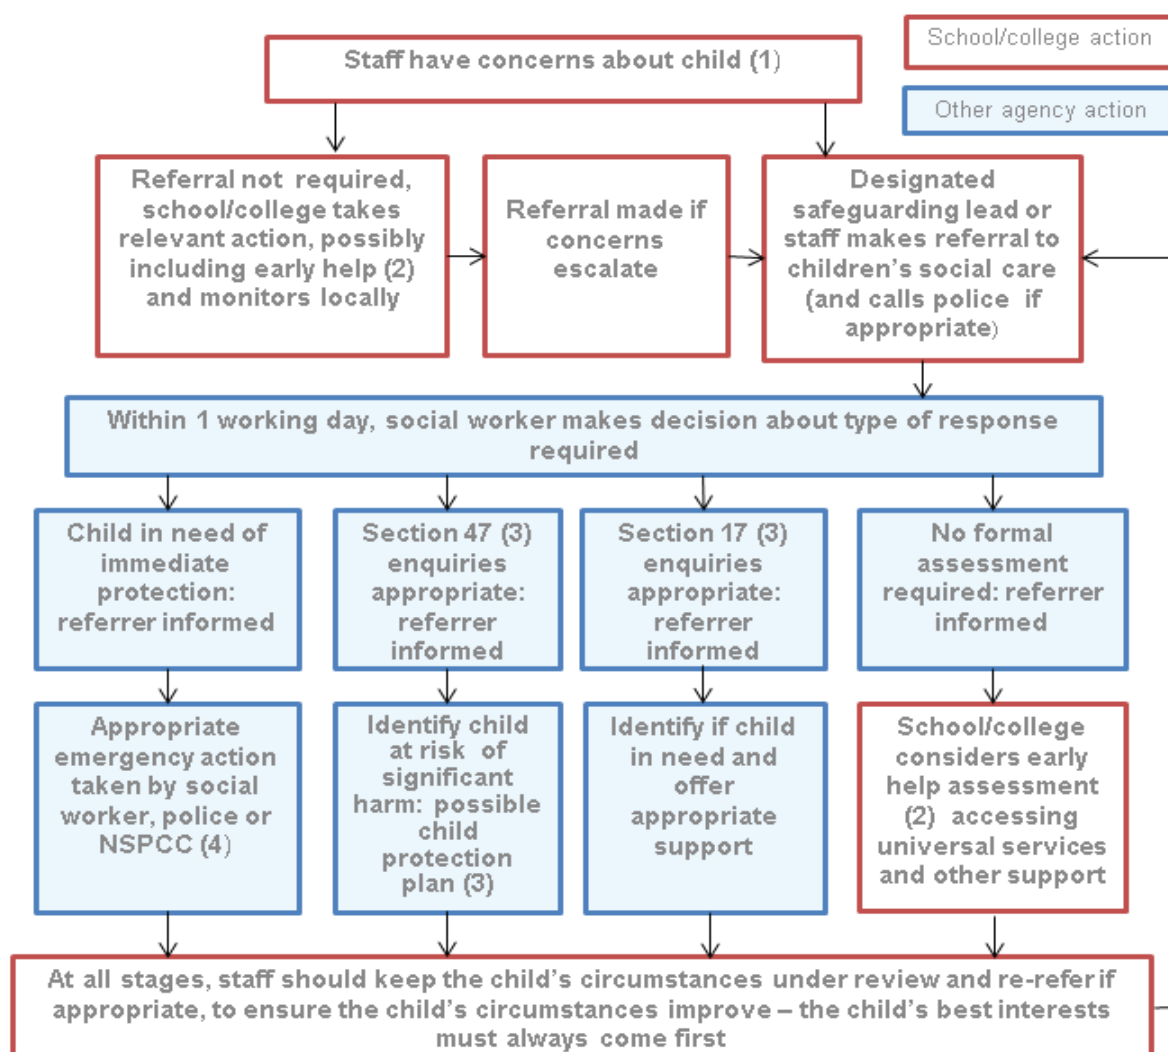 School/college action
Staff have concerns about child (1)
Other agency action
Referral not required,
school/college takes
relevant action, possibly
including early help (2)
and monitors locally
Referral made if
concerns
escalate
Designated
safeguarding lead or
staff makes referral to
children's social care
(and calls police if
appropriate)
Within 1 working day, social worker makes decision about type of response
required
Child in need of
immediate
protection:
referrer informed
Section 47 (3)
enquiries
appropriate:
referrer
informed
Section 17 (3)
enquiries
appropriate:
referrer
informed
No formal
assessment
required: referrer
informed
Appropriate
emergency action
taken by social
worker, police or
NSPCC (4)
Identify child
at risk of
significant
harm: possible
child
protection
plan (3)
Identify if child
in need and
offer
appropriate
support
School/college
considers early
help assessment
(2) accessing
universal services
and other support
At all stages, staff should keep the child's circumstances under review and re-refer if
appropriate, to ensure the child's circumstances improve – the child's best interests
must always come first